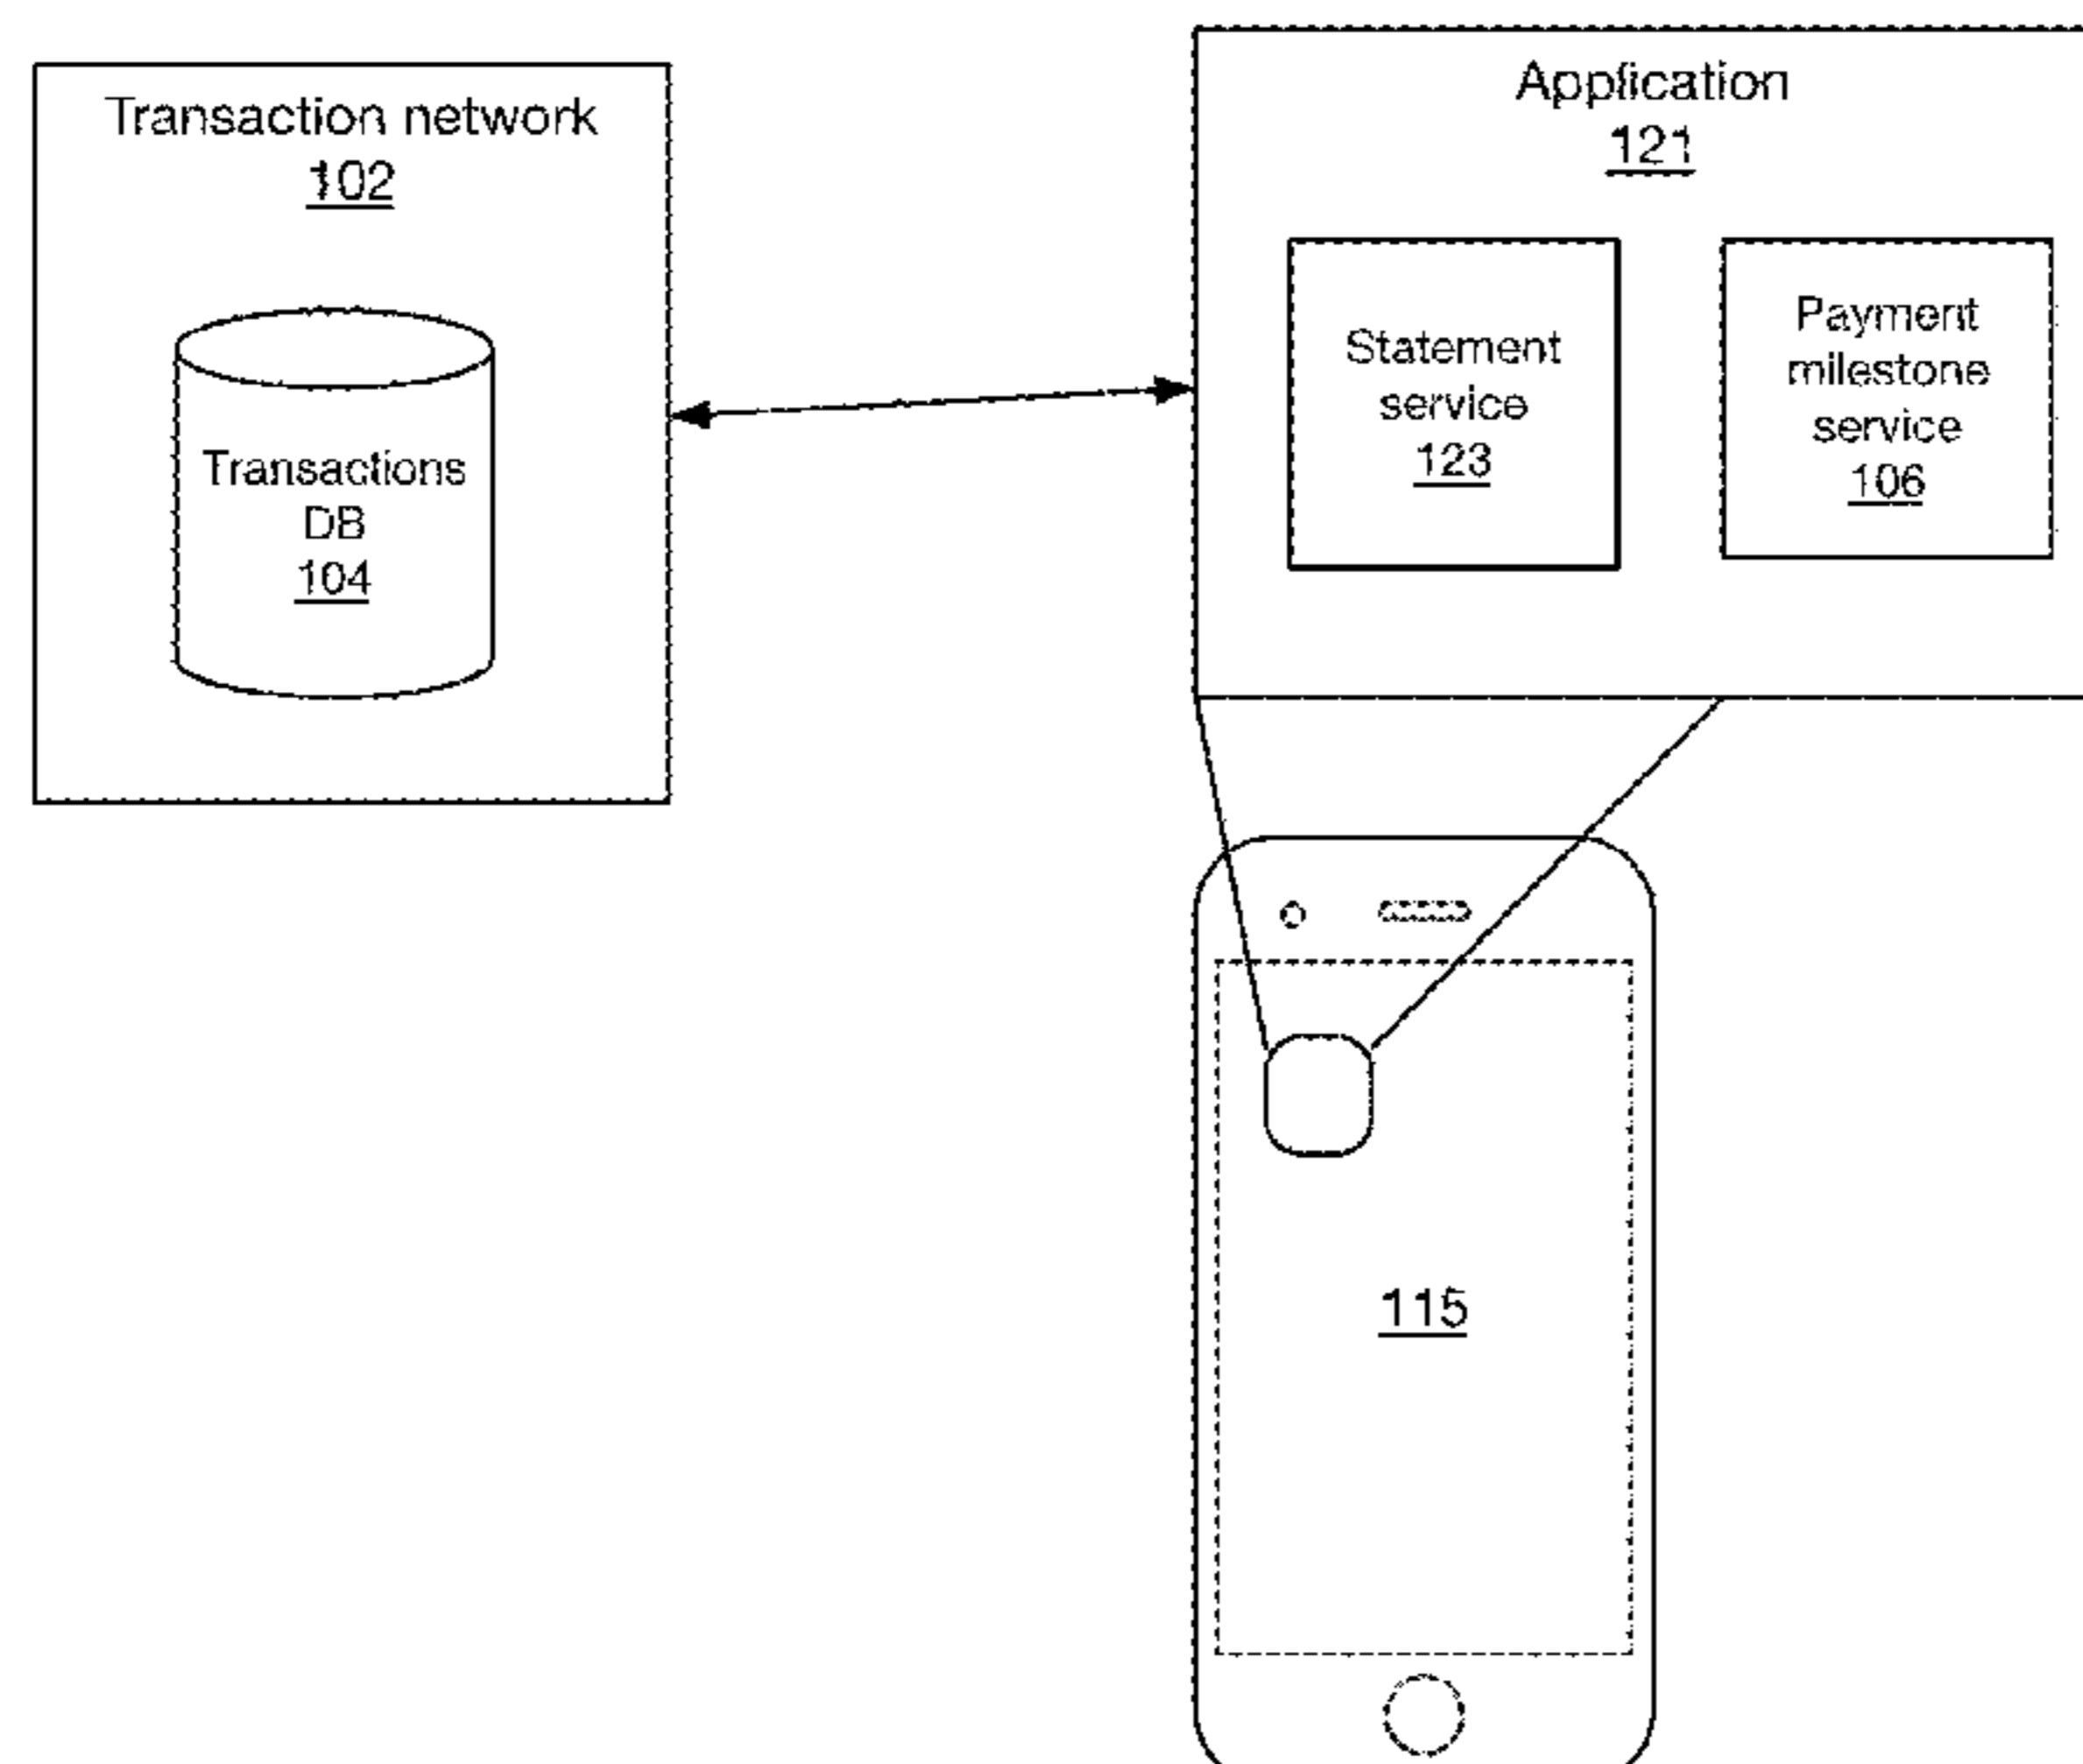 Transaction network
102
Transactions
DB
104
Application
121
Statement
service
123
Payment
milestone
service
106
115